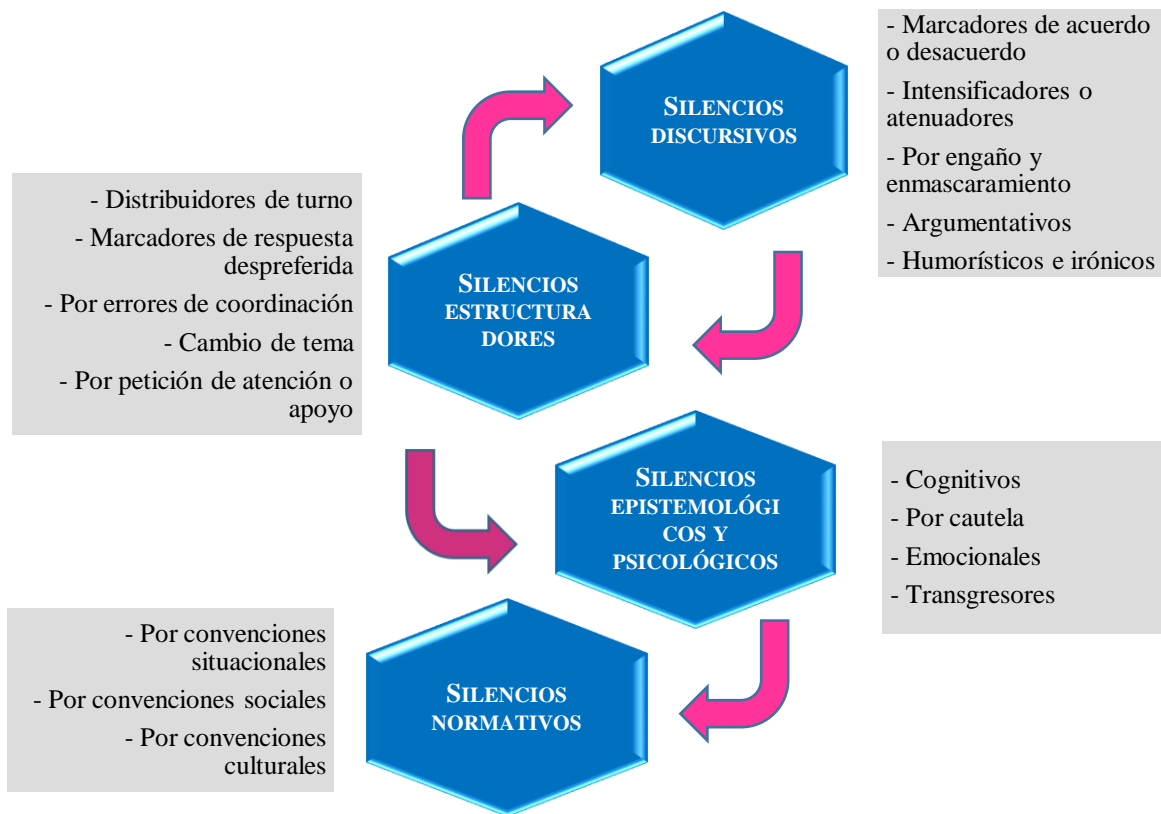 SILENCIOS
DISCURSIVOS
- Marcadores de acuerdo
o desacuerdo
- Intensificadores o
atenuadores
- Por engaño y
enmascaramiento
- Argumentativos
- Humorísticos e irónicos
- Distribuidores de turno
- Marcadores de respuesta
despreferida
- Por errores de coordinación
- Cambio de tema
- Por petición de atención o
apoyo
SILENCIOS
ESTRUCTURA
DORES
SILENCIOS
EPISTEMOLÓGI
COS Y
PSICOLÓGICOS
- Cognitivos
- Por cautela
- Emocionales
- Transgresores
- Por convenciones
situacionales
- Por convenciones sociales
- Por convenciones
culturales
SILENCIOS
NORMATIVOS